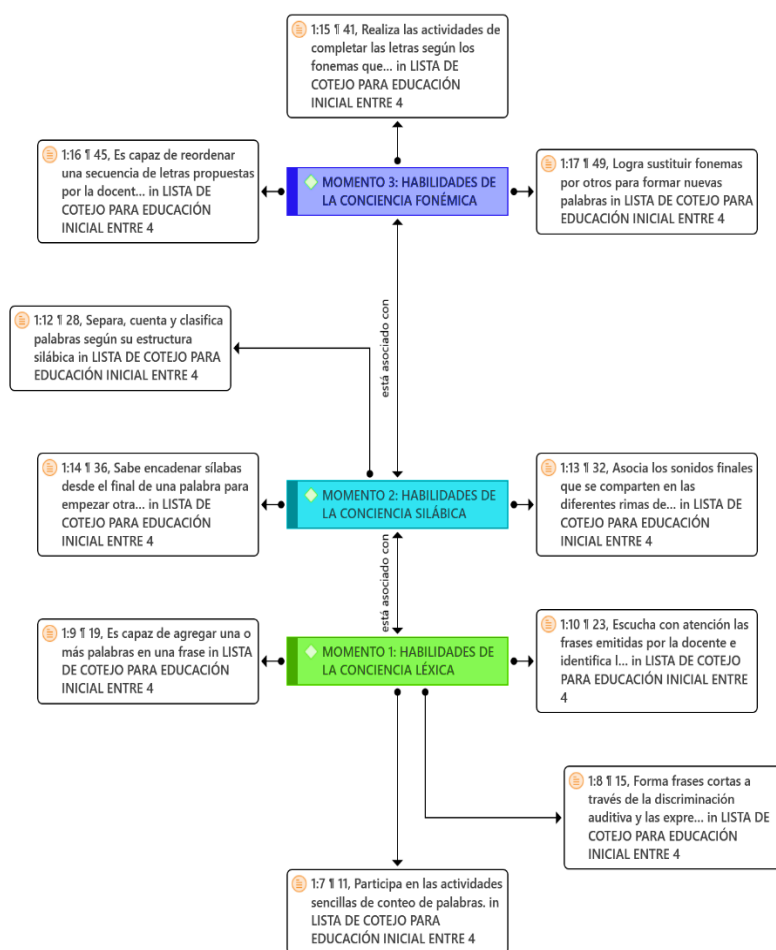 1:15 ¶ 41, Realiza las actividades de
completar las letras según los
fonemas que... in LISTA DE
COTEJO PARA EDUCACIÓN
INICIAL ENTRE 4
1:16 ¶ 45, Es capaz de reordenar
una secuencia de letras propuestas
por la docent... in LISTA DE
COTEJO PARA EDUCACIÓN
INICIAL ENTRE 4
MOMENTO 3: HABILIDADES DE
LA CONCIENCIA FONÉMICA
1:17 ¶ 49, Logra sustituir fonemas
por otros para formar nuevas
palabras in LISTA DE COTEJO PARA
EDUCACIÓN INICIAL ENTRE 4
está asociado con
1:12 ¶ 28, Separa, cuenta y clasifica
palabras según su estructura
silábica in LISTA DE COTEJO PARA
EDUCACIÓN INICIAL ENTRE 4
1:14 ¶ 36, Sabe encadenar sílabas
desde el final de una palabra para
empezar otra... in LISTA DE
COTEJO PARA EDUCACIÓN
INICIAL ENTRE 4
MOMENTO 2: HABILIDADES DE
LA CONCIENCIA SILÁBICA
1:13 ¶ 32, Asocia los sonidos finales
que se comparten en las
diferentes rimas de... in LISTA DE
COTEJO PARA EDUCACIÓN
INICIAL ENTRE 4
está asociado con
1:9 ¶ 19, Es capaz de agregar una o
más palabras en una frase in LISTA
DE COTEJO PARA EDUCACIÓN
INICIAL ENTRE 4
MOMENTO 1: HABILIDADES DE
LA CONCIENCIA LÉXICA
1:10 ¶ 23, Escucha con atención las
frases emitidas por la docente e
identifica l... in LISTA DE COTEJO
PARA EDUCACIÓN INICIAL ENTRE
4
1:8 ¶ 15, Forma frases cortas a
través de la discriminación
auditiva y las expre... in LISTA DE
COTEJO PARA EDUCACIÓN
INICIAL ENTRE 4
1:7 ¶ 11, Participa en las actividades
sencillas de conteo de palabras. in
LISTA DE COTEJO PARA
EDUCACIÓN INICIAL ENTRE 4